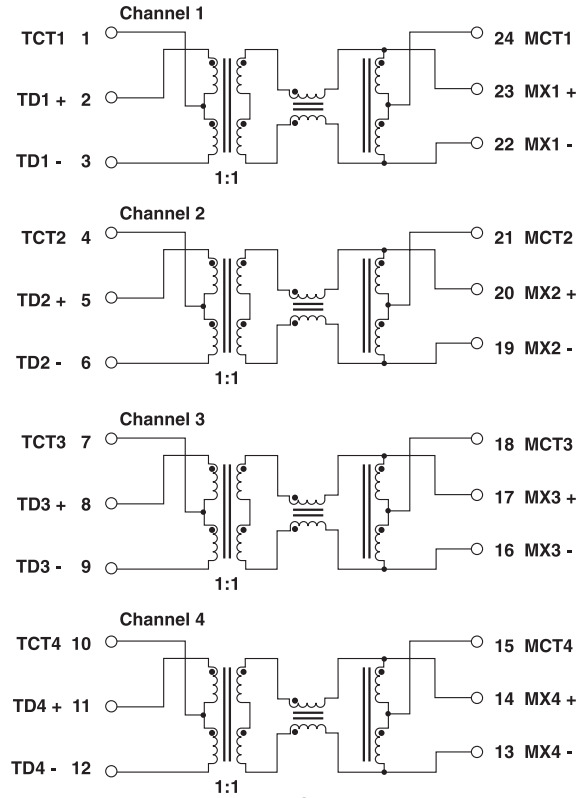 Channel 1
TCT1 1
24 MCT1
TD1 + 2
23 MX1 +
TD1 - 3
22 MX1 -
1:1
Channel 2
TCT2 4
21 MCT2
TD2 + 5
20 MX2 +
TD2 - 6
19 MX2 -
1:1
Channel 3
TCT3 7
18 MCT3
TD3 + 8
17 MX3 +
TD3 - 9
16 MX3 -
1:1
Channel 4
TCT4 10
15 MCT4
TD4 + 11
14 MX4 +
TD4 - 12
13 MX4 -
1:1